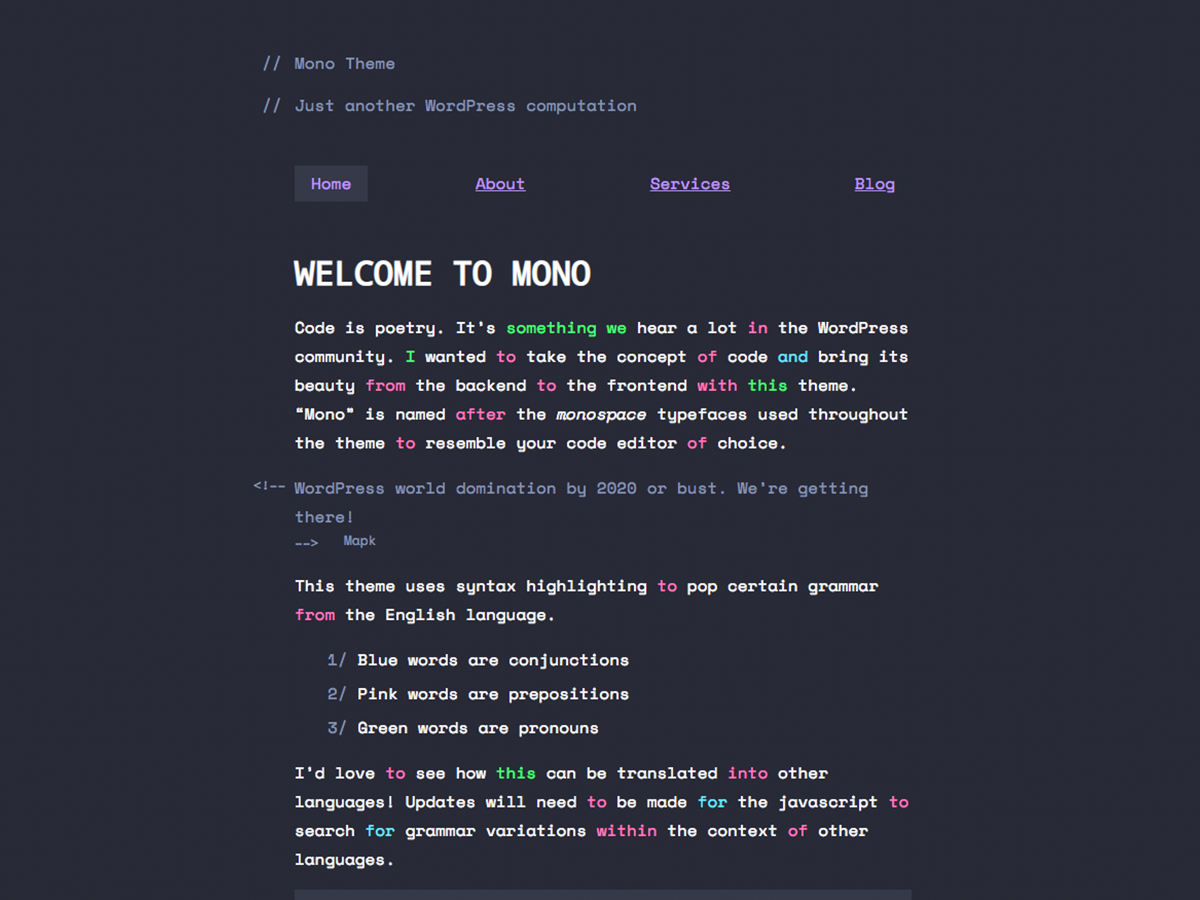 // Mono Theme
// Just another WordPress computation
Home About Services Blog
WELCOME TO MONO
Code is poetry. It's something we hear a lot in the WordPress
community. I wanted to take the concept of code and bring its
beauty from the backend to the frontend with this theme.
“Mono” is named after the monospace typefaces used throughout
the theme to resemble your code editor of choice.
<!-- WordPress world domination by 2020 or bust. We're getting
there!
--> Mapk
This theme uses syntax highlighting to pop certain grammar
from the English language.
1/ Blue words are conjunctions
2/ Pink words are prepositions
3/ Green words are pronouns
I'd love to see how this can be translated into other
languages! Updates will need to be made for the javascript to
search for grammar variations within the context of other
languages.